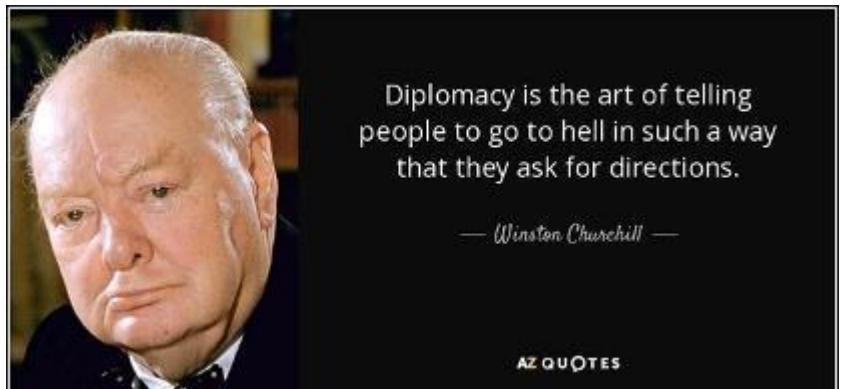 Diplomacy is the art of telling
people to go to hell in such a way
that they ask for directions.
— Winston Churchill —
AZ QUOTES